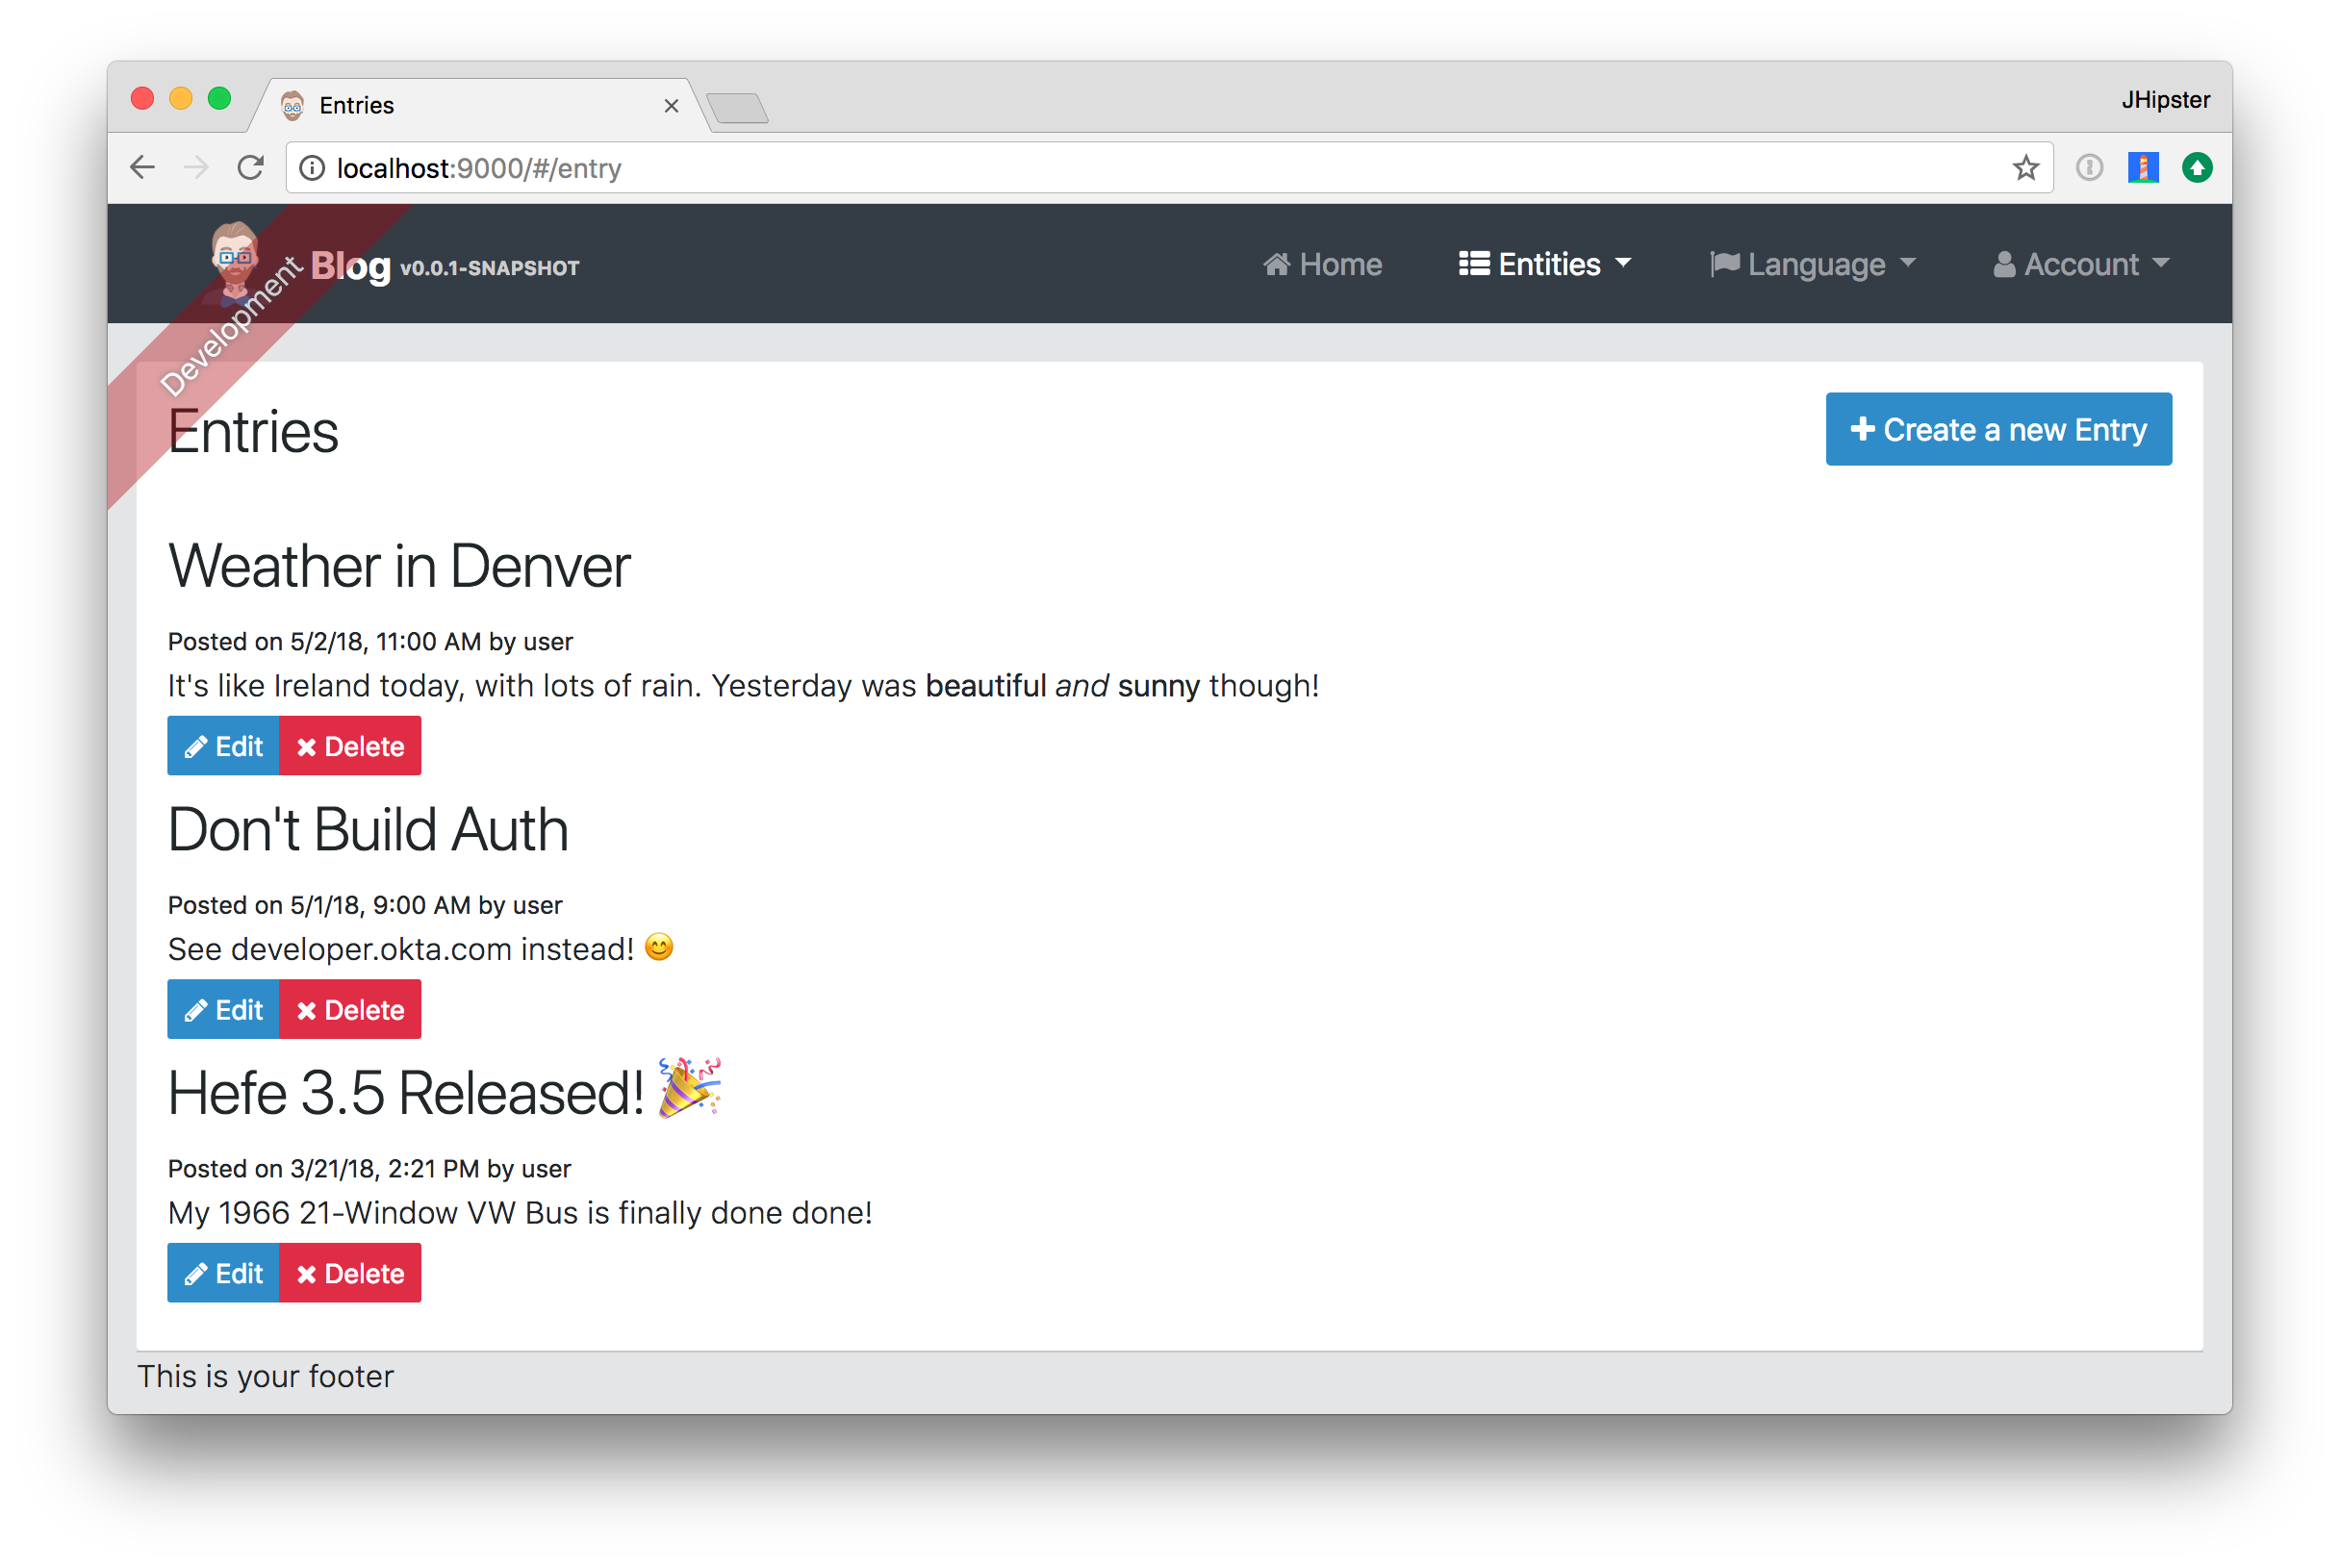 Entries
JHipster
localhost:9000/#/entry
Development
Blog v0.0.1-SNAPSHOT
Home
Entities
Language
Account
Entries
Create a new Entry
Weather in Denver
Posted on 5/2/18, 11:00 AM by user
It's like Ireland today, with lots of rain. Yesterday was beautiful and sunny though!
Edit
Delete
Don't Build Auth
Posted on 5/1/18, 9:00 AM by user
See developer.okta.com instead! 😊
Edit
Delete
Hefe 3.5 Released! 🎉
Posted on 3/21/18, 2:21 PM by user
My 1966 21-Window VW Bus is finally done done!
Edit
Delete
This is your footer